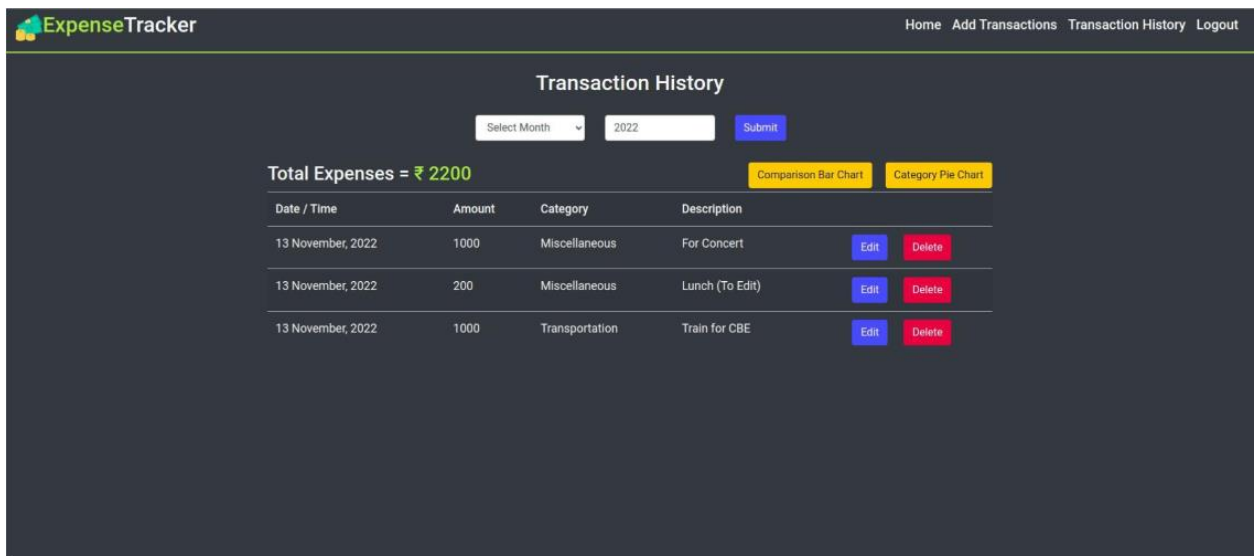 ExpenseTracker Home Add Transactions Transaction History Logout
Transaction History
Select Month 2022 Submit
Total Expenses = ₹ 2200 Comparison Bar Chart Category Pie Chart
Date / Time Amount Category Description
13 November, 2022 1000 Miscellaneous For Concert Edit Delete
13 November, 2022 200 Miscellaneous Lunch (To Edit) Edit Delete
13 November, 2022 1000 Transportation Train for CBE Edit Delete